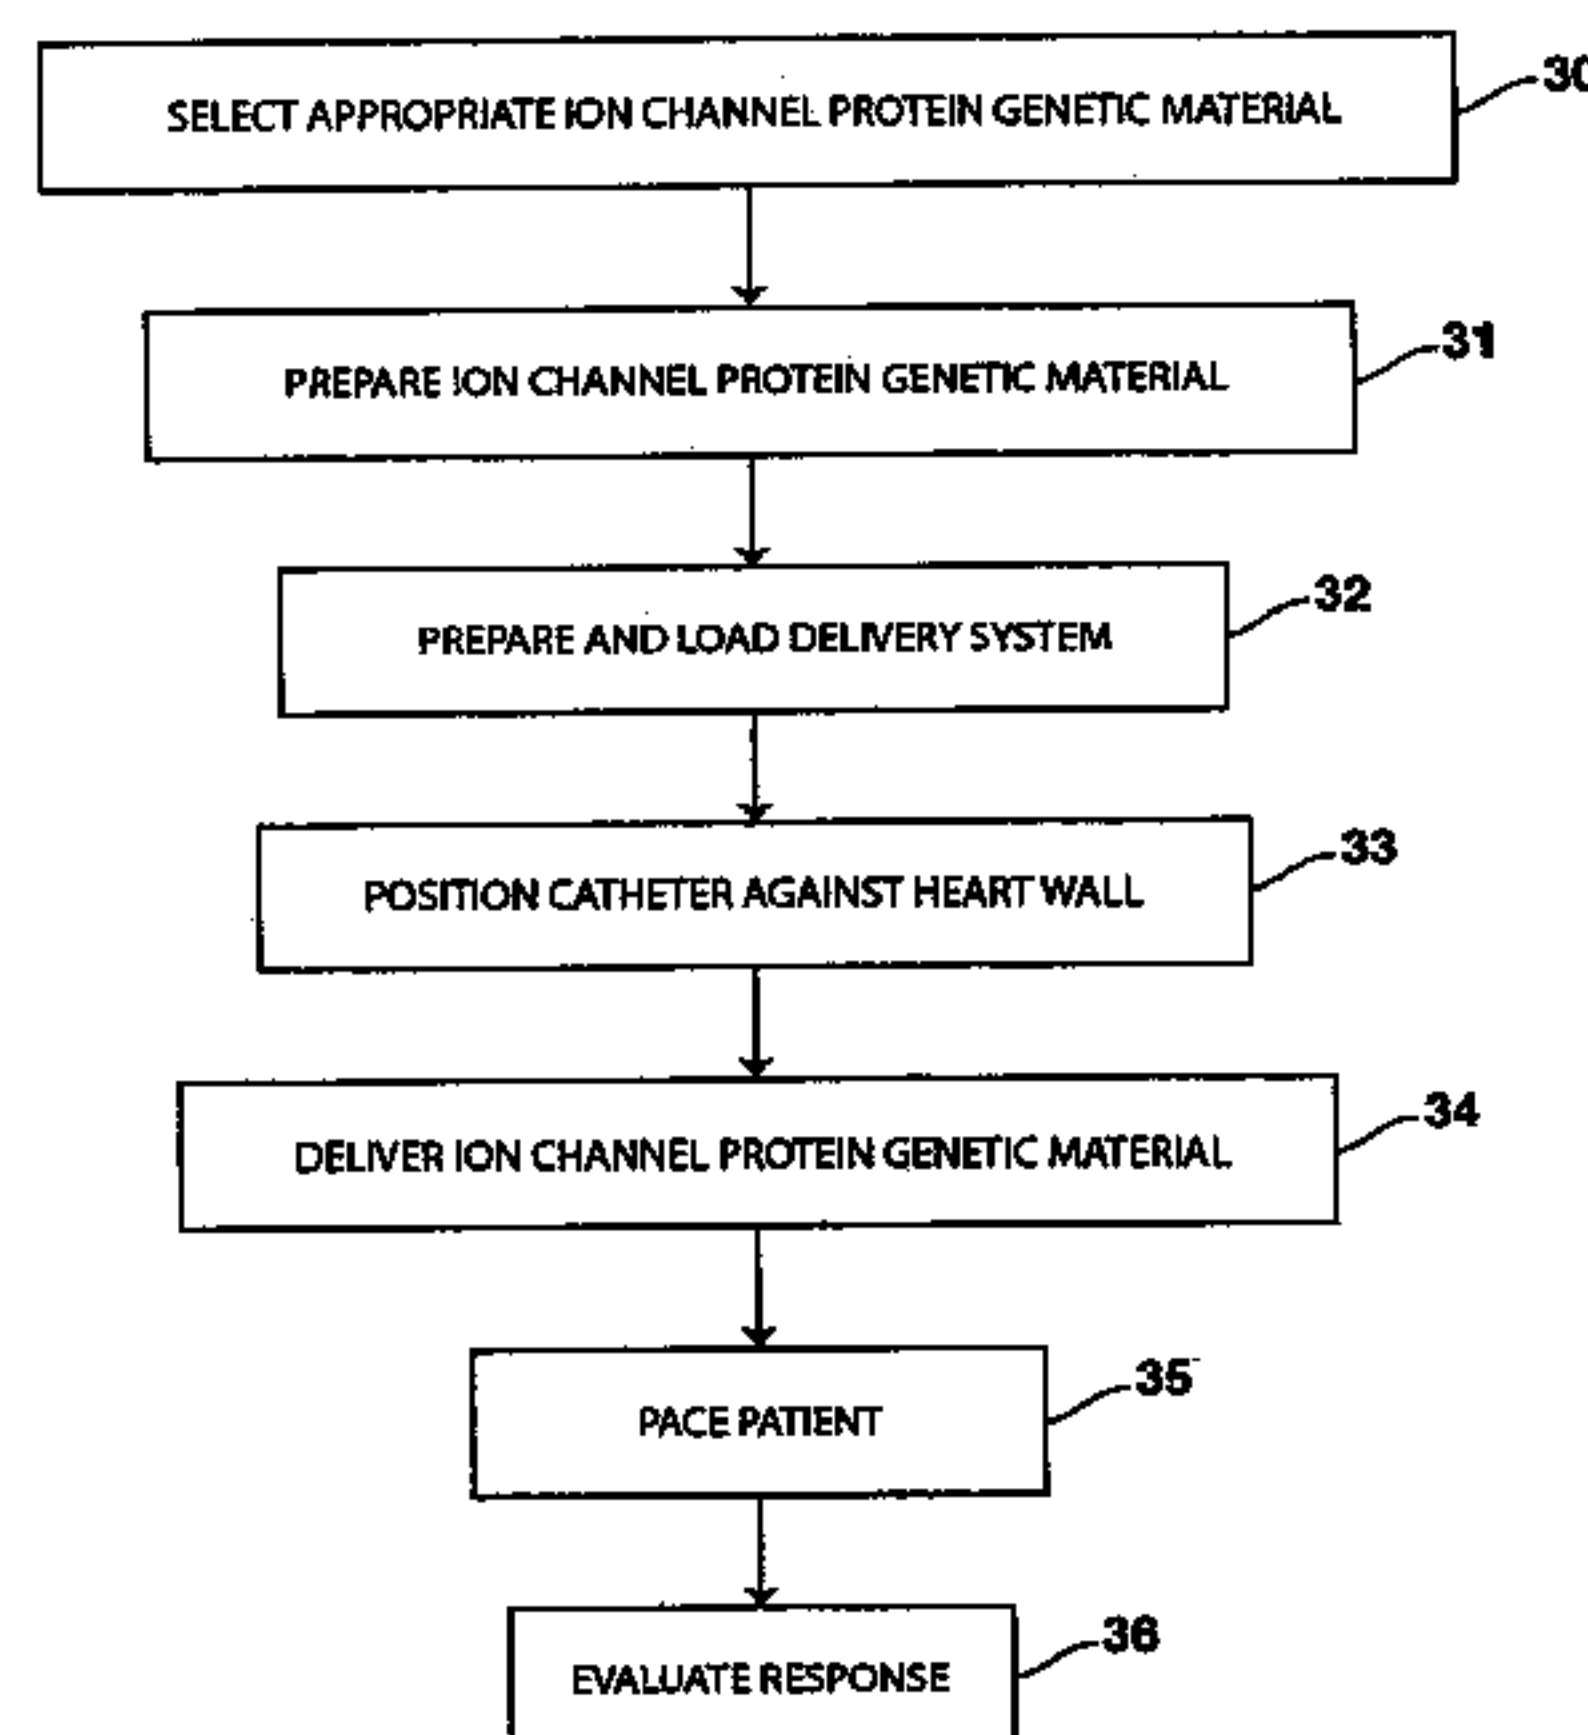 SELECT APPROPRIATE ION CHANNEL PROTEIN GENETIC MATERIAL
30
PREPARE ION CHANNEL PROTEIN GENETIC MATERIAL
31
PREPARE AND LOAD DELIVERY SYSTEM
32
POSITION CATHETER AGAINST HEART WALL
33
DELIVER ION CHANNEL PROTEIN GENETIC MATERIAL
34
PACE PATIENT
35
EVALUATE RESPONSE
36